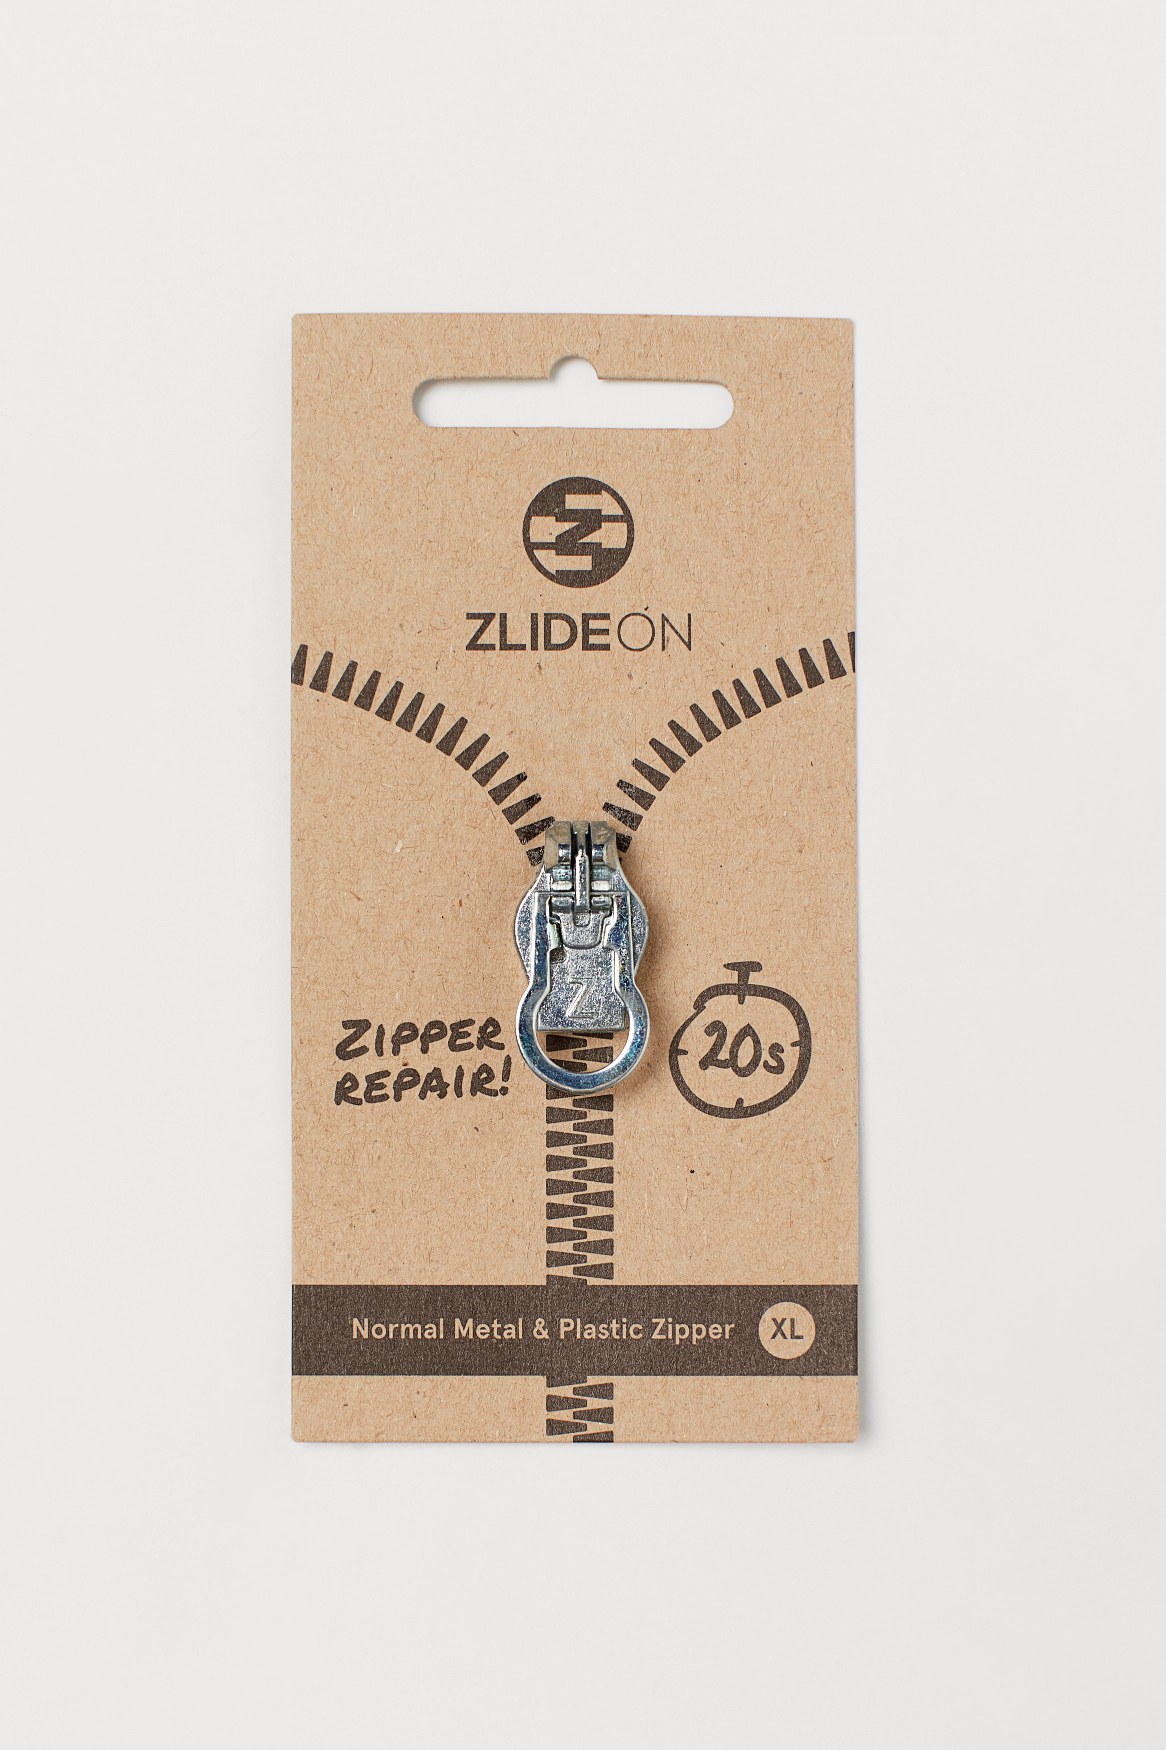 ZLIDEON
Z
ZIPPER
REPAIR!
20s
Normal Metal & Plastic Zipper XL